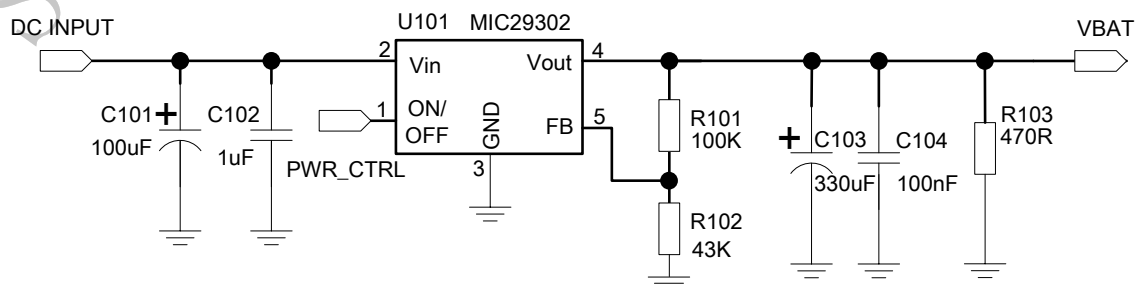 DC INPUT
U101 MIC29302
VBAT
2
4
Vin
Vout
C101
+
100uF
C102
1uF
1
ON/
OFF
GND
FB
5
PWR_CTRL
3
R101
100K
R102
43K
+
C103
330uF
C104
100nF
R103
470R